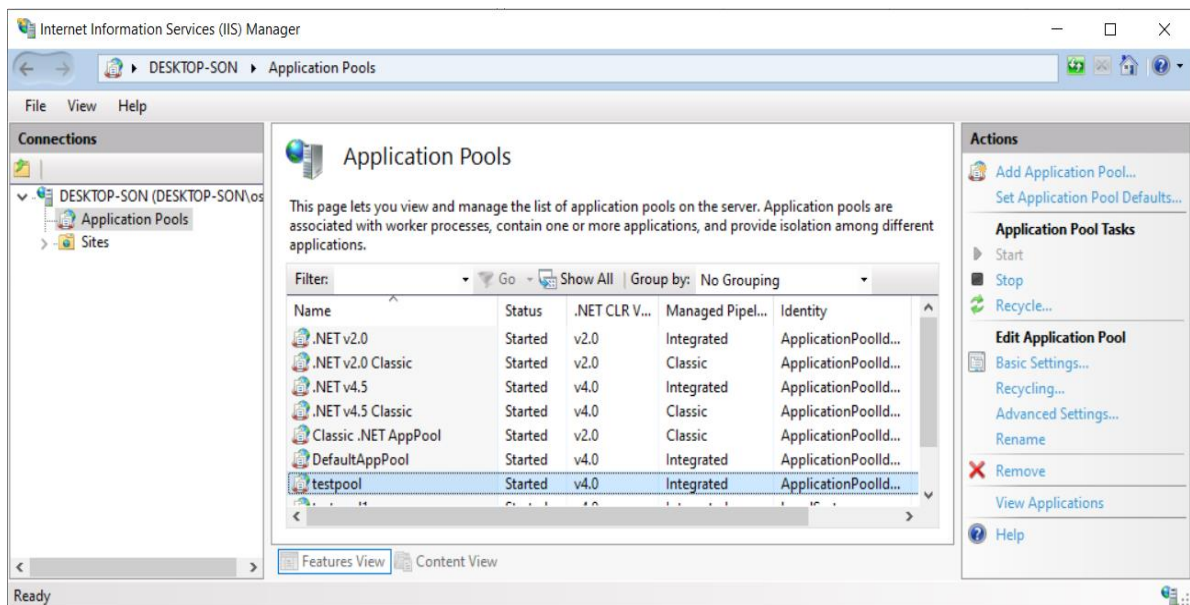 Internet Information Services (IIS) Manager
DESKTOP-SON Application Pools
File View Help
Connections
DESKTOP-SON (DESKTOP-SON\os
Application Pools
Sites
Application Pools
This page lets you view and manage the list of application pools on the server. Application pools are
associated with worker processes, contain one or more applications, and provide isolation among different
applications.
Filter: Go Show All Group by: No Grouping
Name Status .NET CLR V... Managed Pipel... Identity
.NET v2.0 Started v2.0 Integrated ApplicationPoolId...
.NET v2.0 Classic Started v2.0 Classic ApplicationPoolId...
.NET v4.5 Started v4.0 Integrated ApplicationPoolId...
.NET v4.5 Classic Started v4.0 Classic ApplicationPoolId...
Classic .NET AppPool Started v2.0 Classic ApplicationPoolId...
DefaultAppPool Started v4.0 Integrated ApplicationPoolId...
testpool Started v4.0 Integrated ApplicationPoolId...
Features View Content View
Actions
Add Application Pool...
Set Application Pool Defaults...
Application Pool Tasks
Start
Stop
Recycle...
Edit Application Pool
Basic Settings...
Recycling...
Advanced Settings...
Rename
Remove
View Applications
Help
Ready